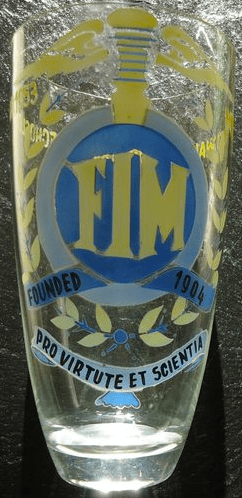 FIM
FOUNDED 1904
PRO VIRTUTE ET SCIENTIA